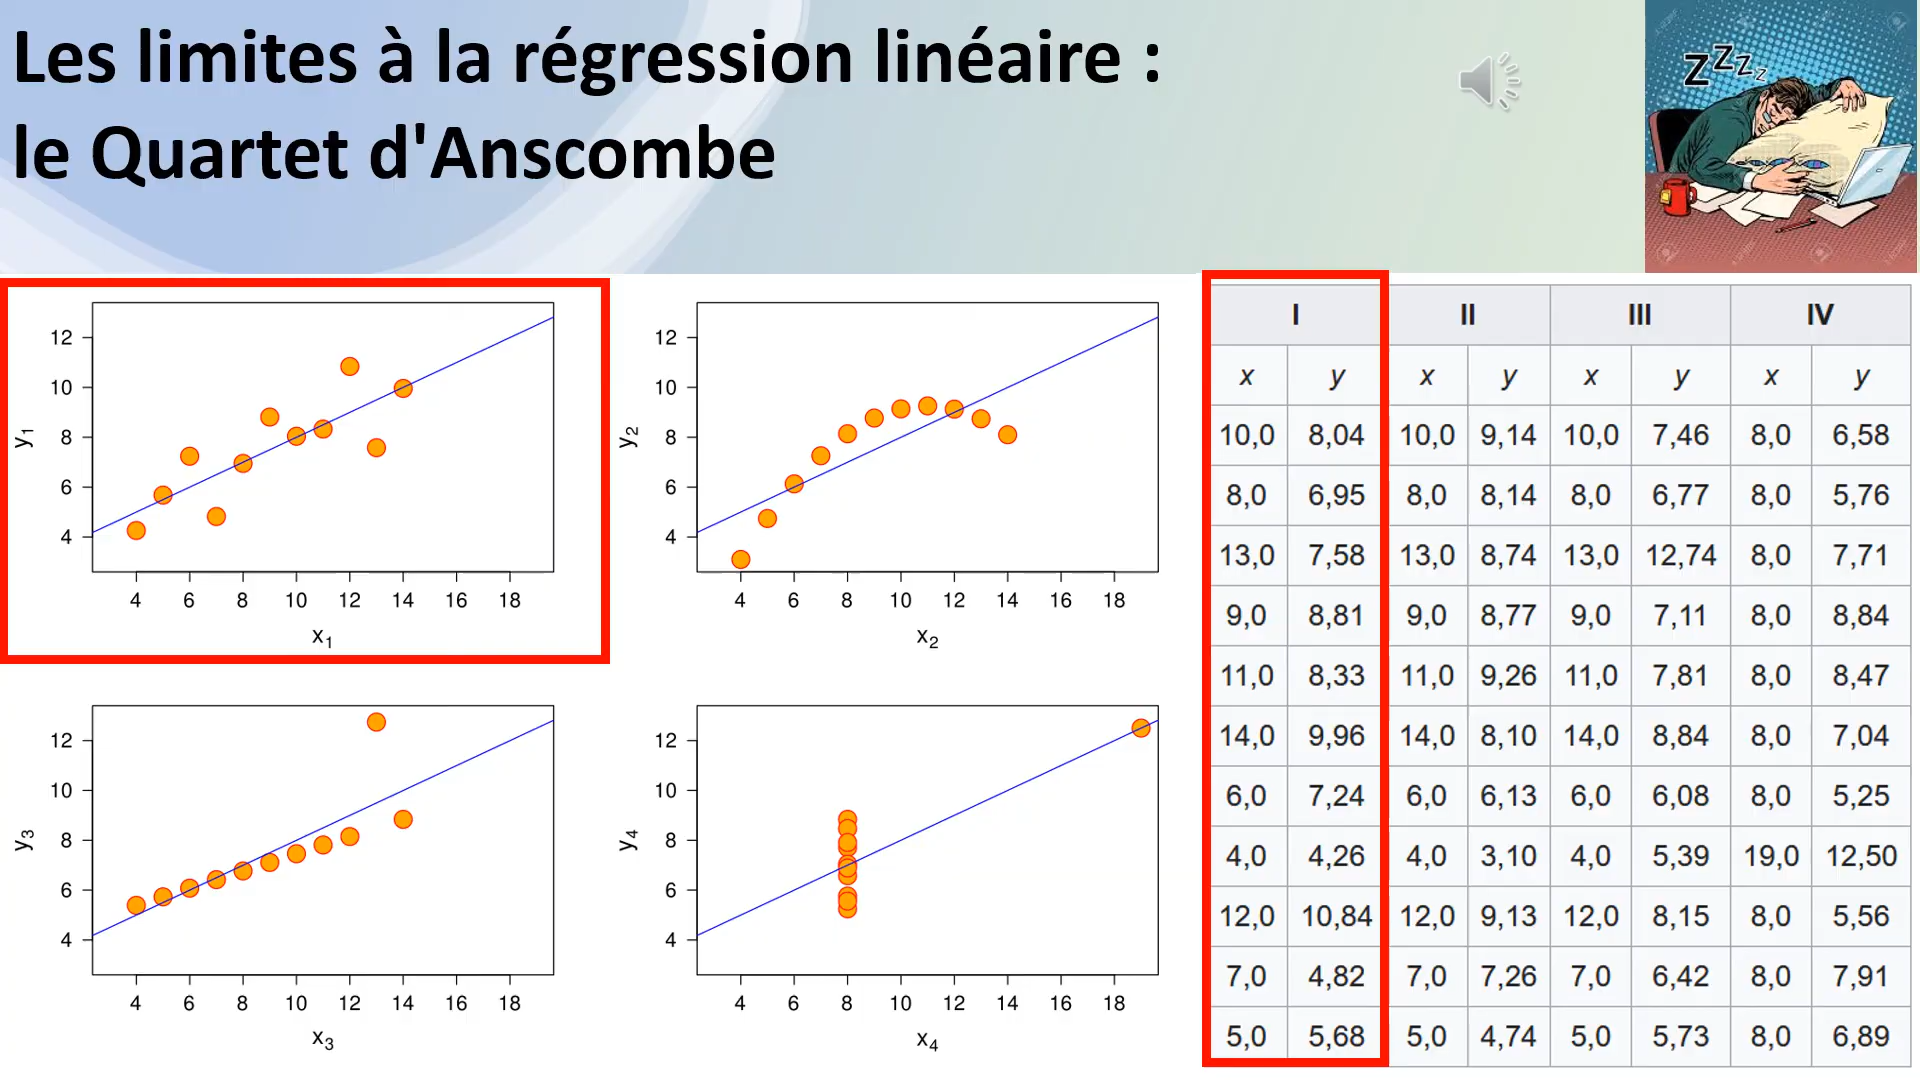 Les limites à la régression linéaire :
le Quartet d'Anscombe
ZZZZ
12
10
8
6
4
y1
4 6 8 10 12 14 16 18
x1
12
10
8
6
4
y2
4 6 8 10 12 14 16 18
x2
12
10
8
6
4
y3
4 6 8 10 12 14 16 18
x3
12
10
8
6
4
y4
4 6 8 10 12 14 16 18
x4
I II III IV
x y x y x y x y
10,0 8,04 10,0 9,14 10,0 7,46 8,0 6,58
8,0 6,95 8,0 8,14 8,0 6,77 8,0 5,76
13,0 7,58 13,0 8,74 13,0 12,74 8,0 7,71
9,0 8,81 9,0 8,77 9,0 7,11 8,0 8,84
11,0 8,33 11,0 9,26 11,0 7,81 8,0 8,47
14,0 9,96 14,0 8,10 14,0 8,84 8,0 7,04
6,0 7,24 6,0 6,13 6,0 6,08 8,0 5,25
4,0 4,26 4,0 3,10 4,0 5,39 19,0 12,50
12,0 10,84 12,0 9,13 12,0 8,15 8,0 5,56
7,0 4,82 7,0 7,26 7,0 6,42 8,0 7,91
5,0 5,68 5,0 4,74 5,0 5,73 8,0 6,89